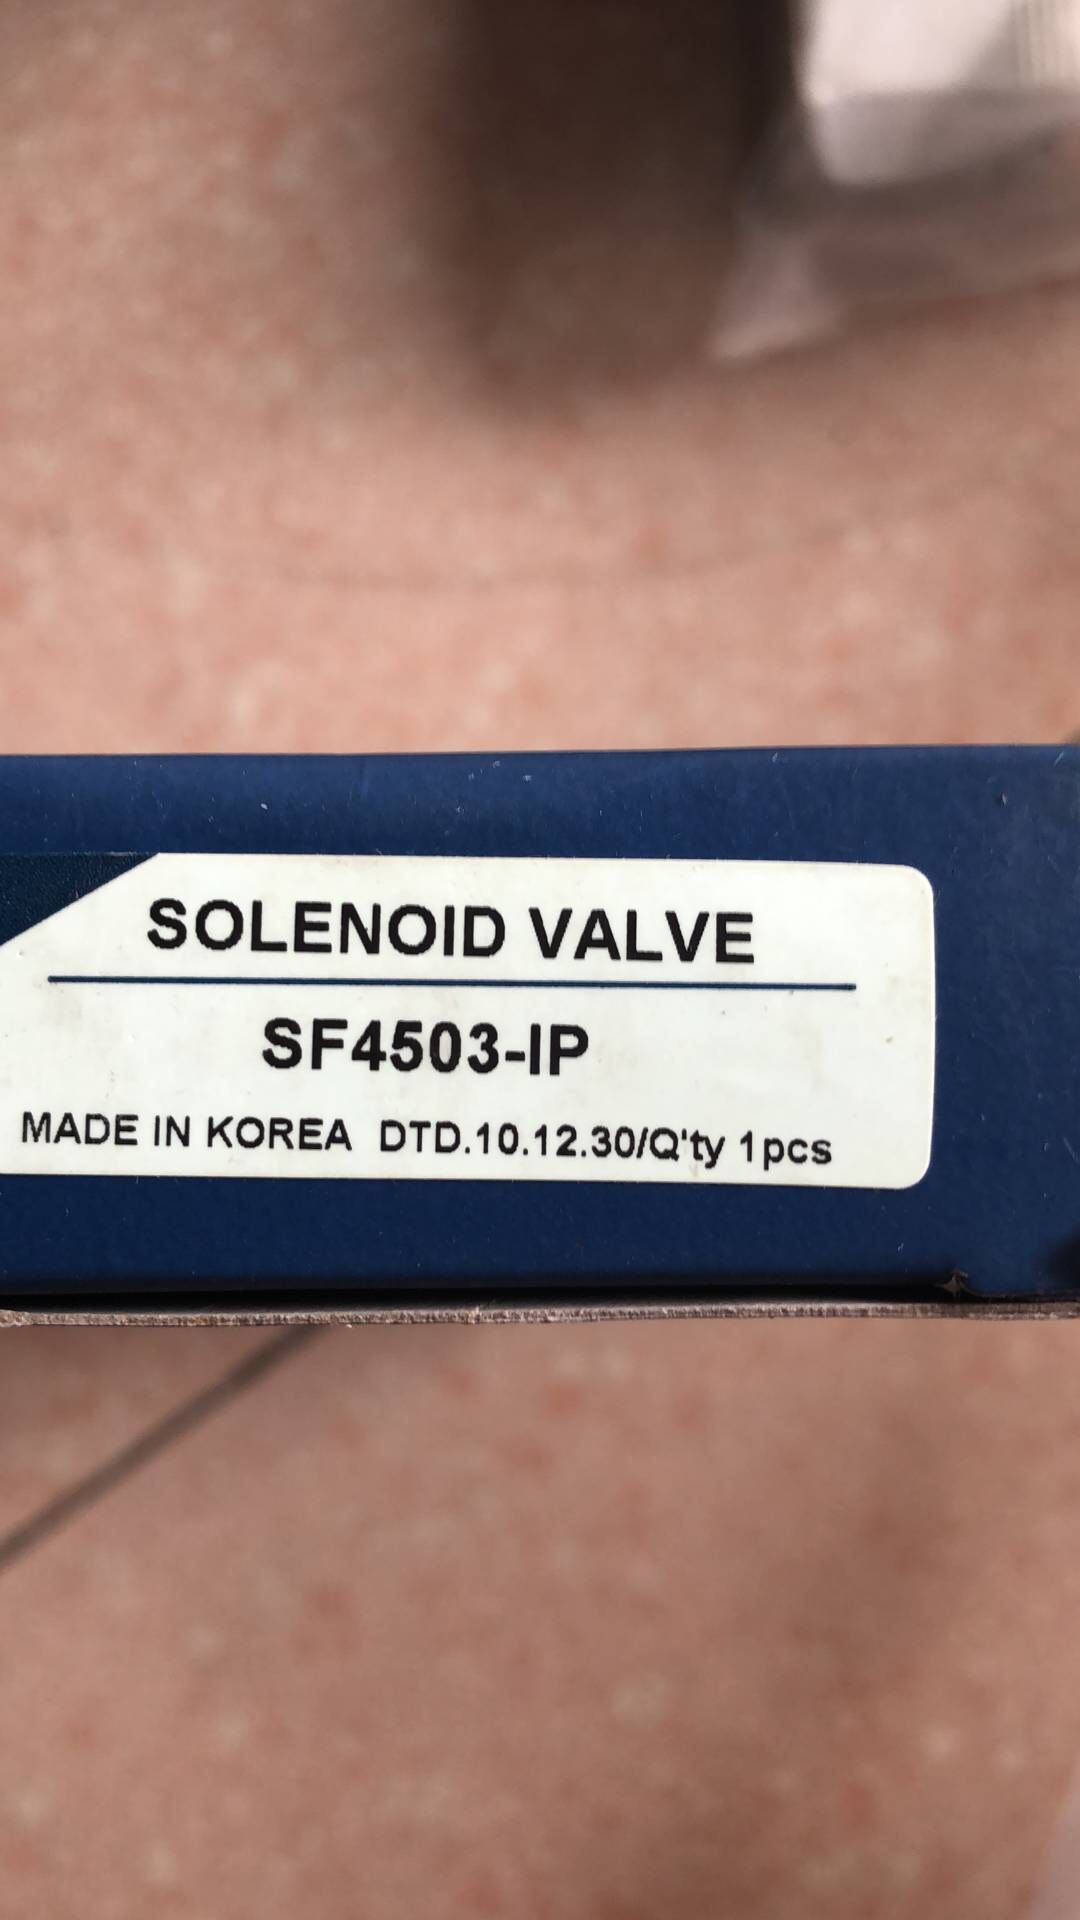 SOLENOID VALVE
SF4503-IP
MADE IN KOREA DTD.10.12.30/Q'ty 1pcs